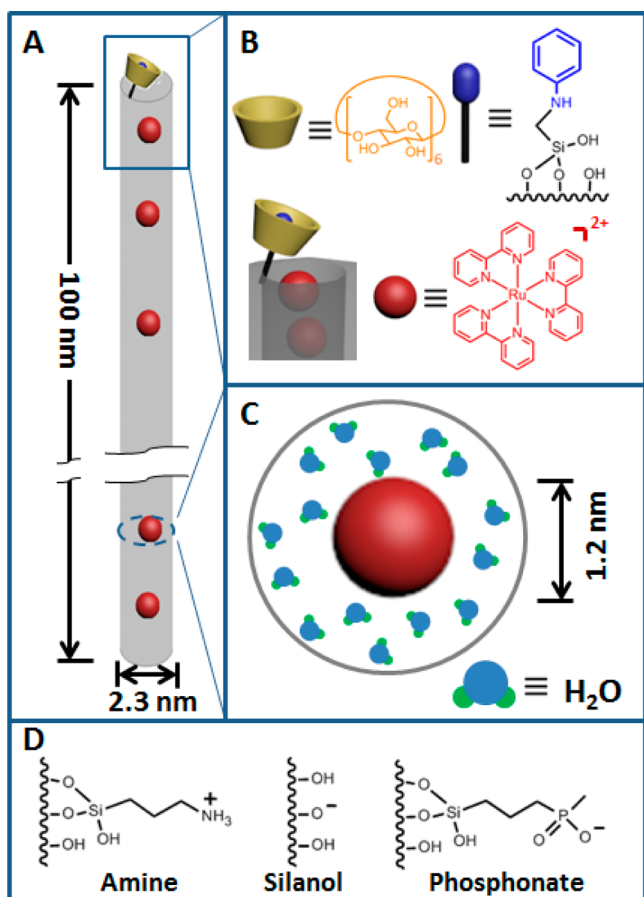 A
100 nm
2.3 nm
B
≡
OH
O
O
OH
HO
6
≡
NH
Si
OH
O
O
OH
≡
2+
N
N
N
N
N
N
Ru
C
1.2 nm
≡ H₂O
D
O
O
Si
OH
OH
+
NH₃
Amine
OH
O⁻
OH
Silanol
O
O
Si
OH
OH
P
O
O⁻
Phosphonate